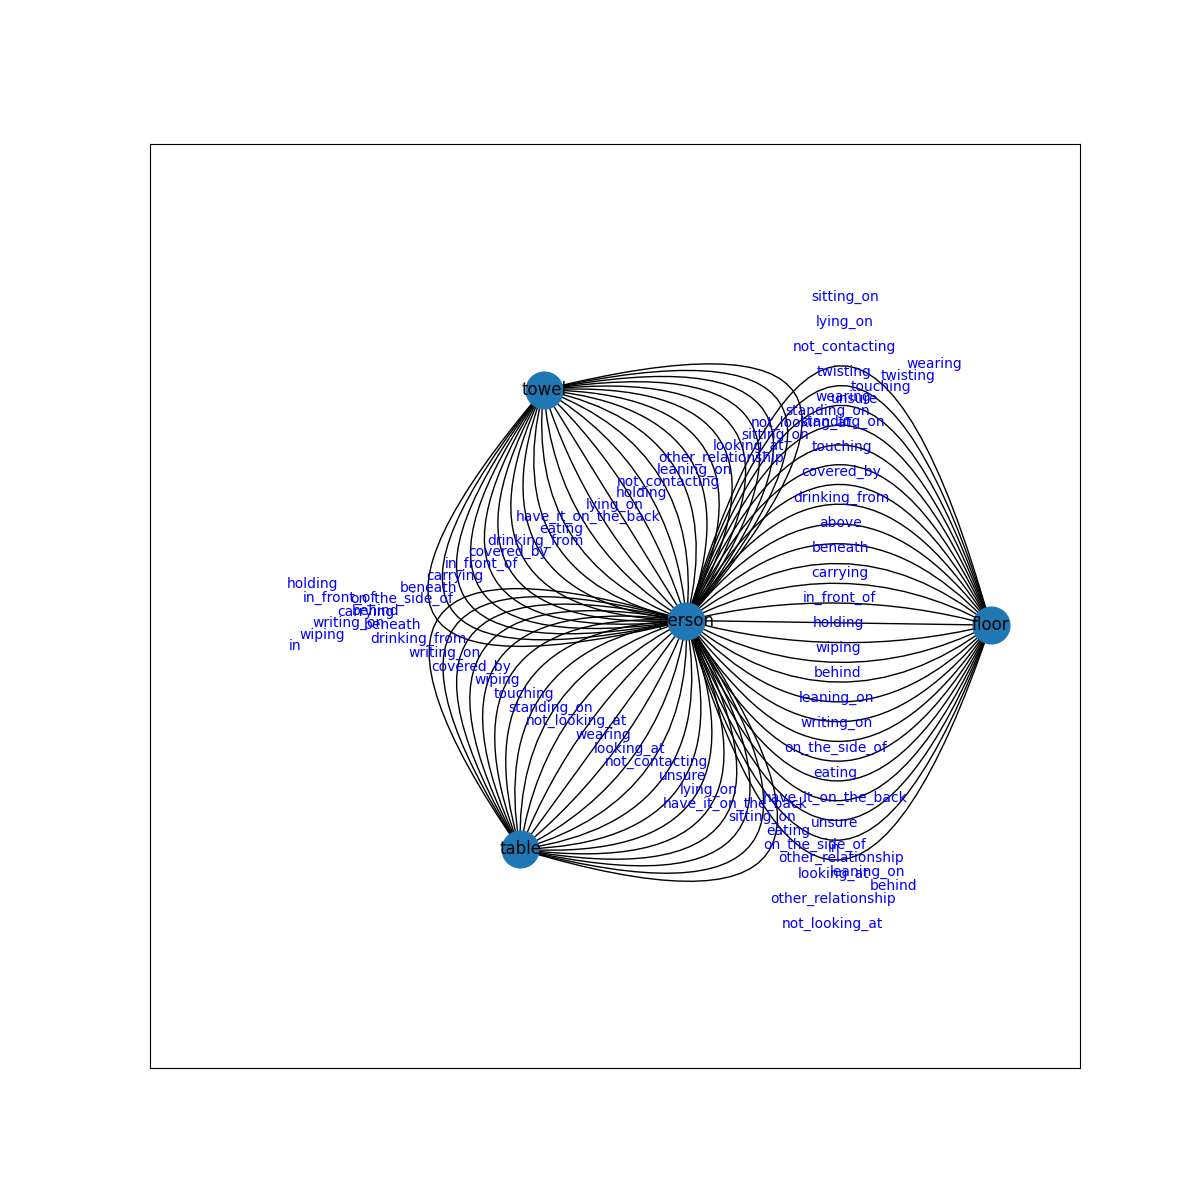 sitting_on
lying_on
not_contacting
wearing
twisting
twisting
touching
towel
wearing
unsure
standing_on
not_looking_at
standing_on
sitting_on
looking_at
touching
other_relationship
leaning_on
covered_by
not_contacting
holding
drinking_from
lying_on
have_it_on_the_back
above
eating
drinking_from
beneath
covered_by
in_front_of
carrying
carrying
holding
beneath
in_front_of
on_the_side_of
in_front_of
behind
carrying
writing_on
beneath
person
holding
floor
wiping
drinking_from
in
wiping
writing_on
covered_by
behind
wiping
touching
leaning_on
standing_on
not_looking_at
writing_on
wearing
looking_at
on_the_side_of
not_contacting
unsure
eating
lying_on
have_it_on_the_back
have_it_on_the_back
sitting_on
unsure
eating
on_the_side_of
in
table
other_relationship
looking_at
leaning_on
behind
other_relationship
not_looking_at